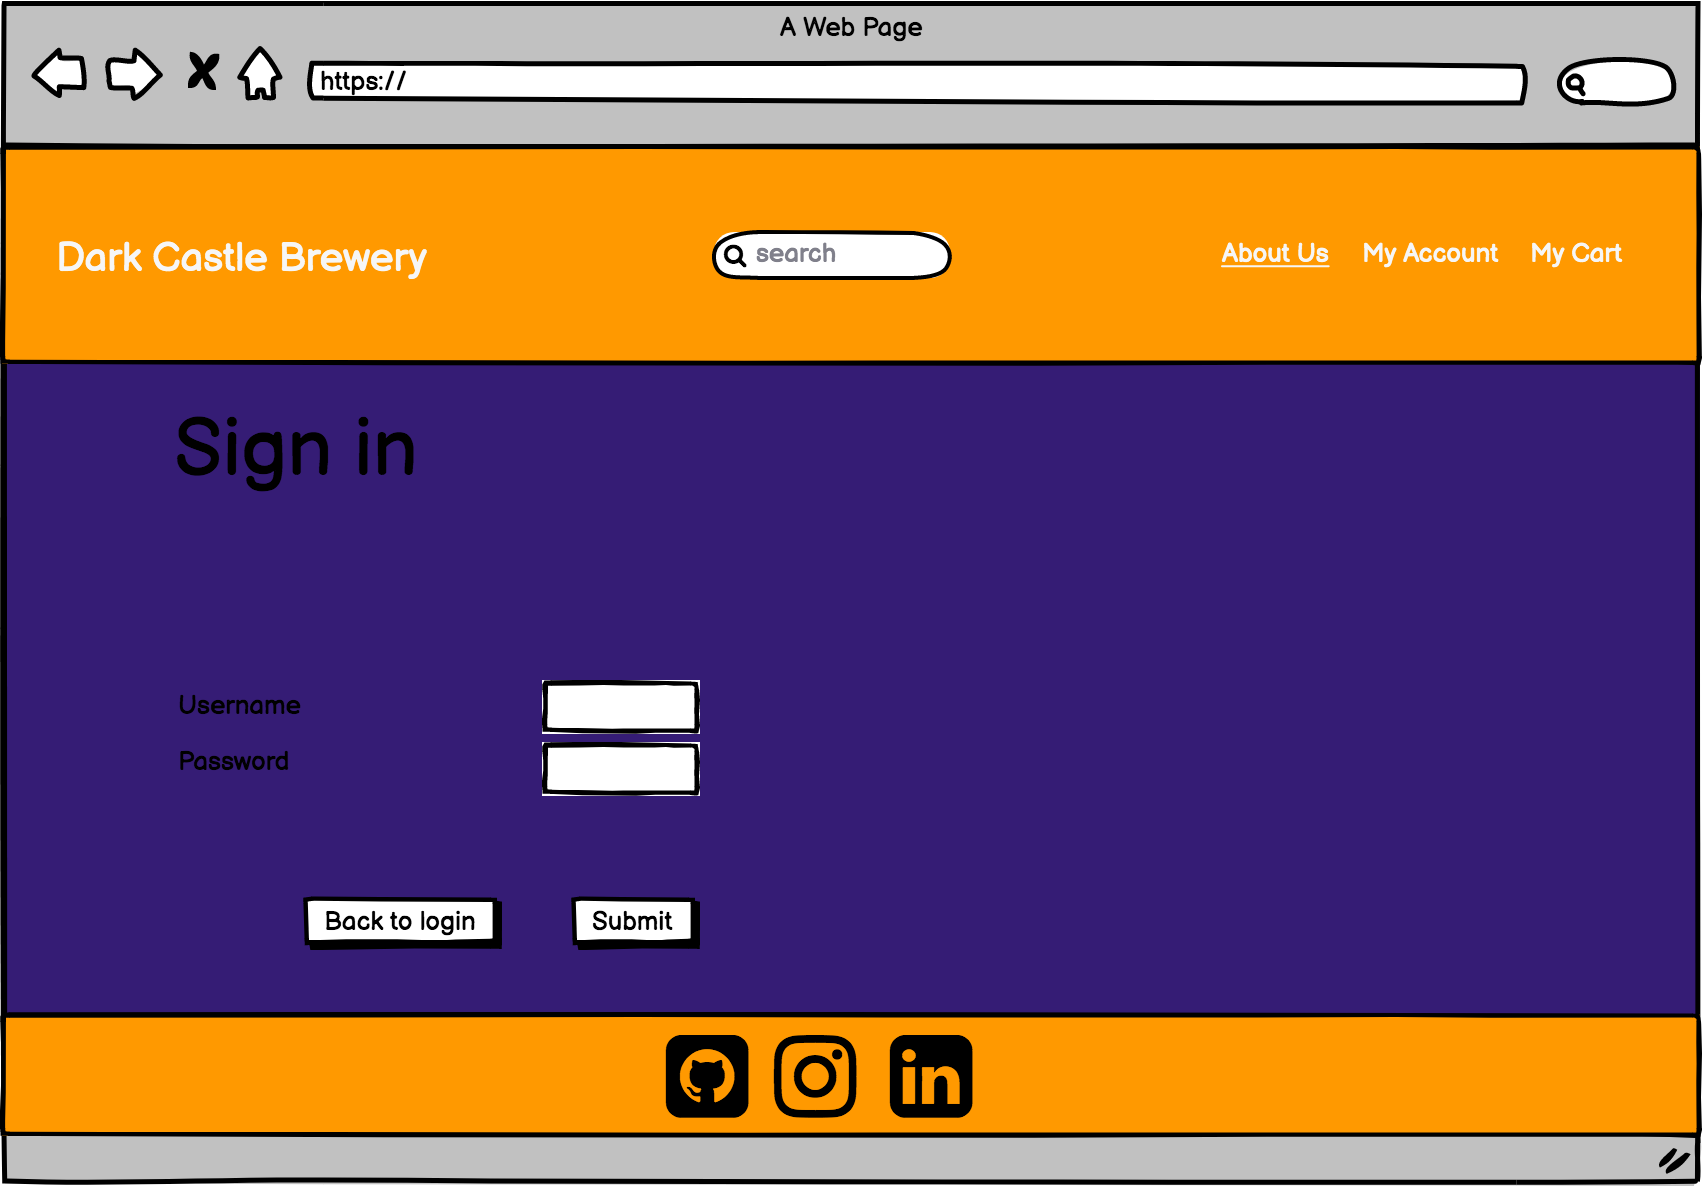 A Web Page
https://
Dark Castle Brewery
search
About Us
My Account
My Cart
Sign in
Username
Password
Back to login
Submit
in